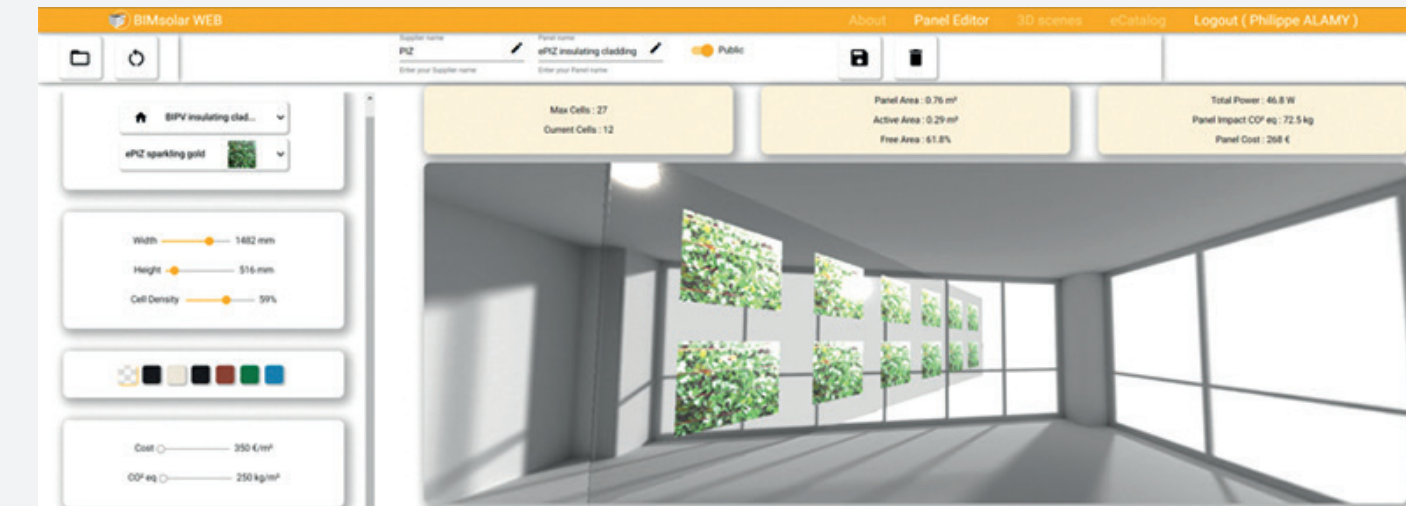 BIMsolar WEB
About Panel Editor 3D scenes eCatalog Logout ( Philippe ALAMY )
Supplier name
PIZ
Enter your Supplier name
Panel name
ePIZ insulating cladding
Enter your Panel name
Public
BIPV insulating clad...
ePIZ sparkling gold
Max Cells : 27
Current Cells : 12
Panel Area : 0.76 m²
Active Area : 0.29 m²
Free Area : 61.8%
Total Power : 46.8 W
Panel Impact CO² eq : 72.5 kg
Panel Cost : 268 €
Width 1482 mm
Height 516 mm
Cell Density 59%
Cost 350 €/m²
CO² eq 250 kg/m²